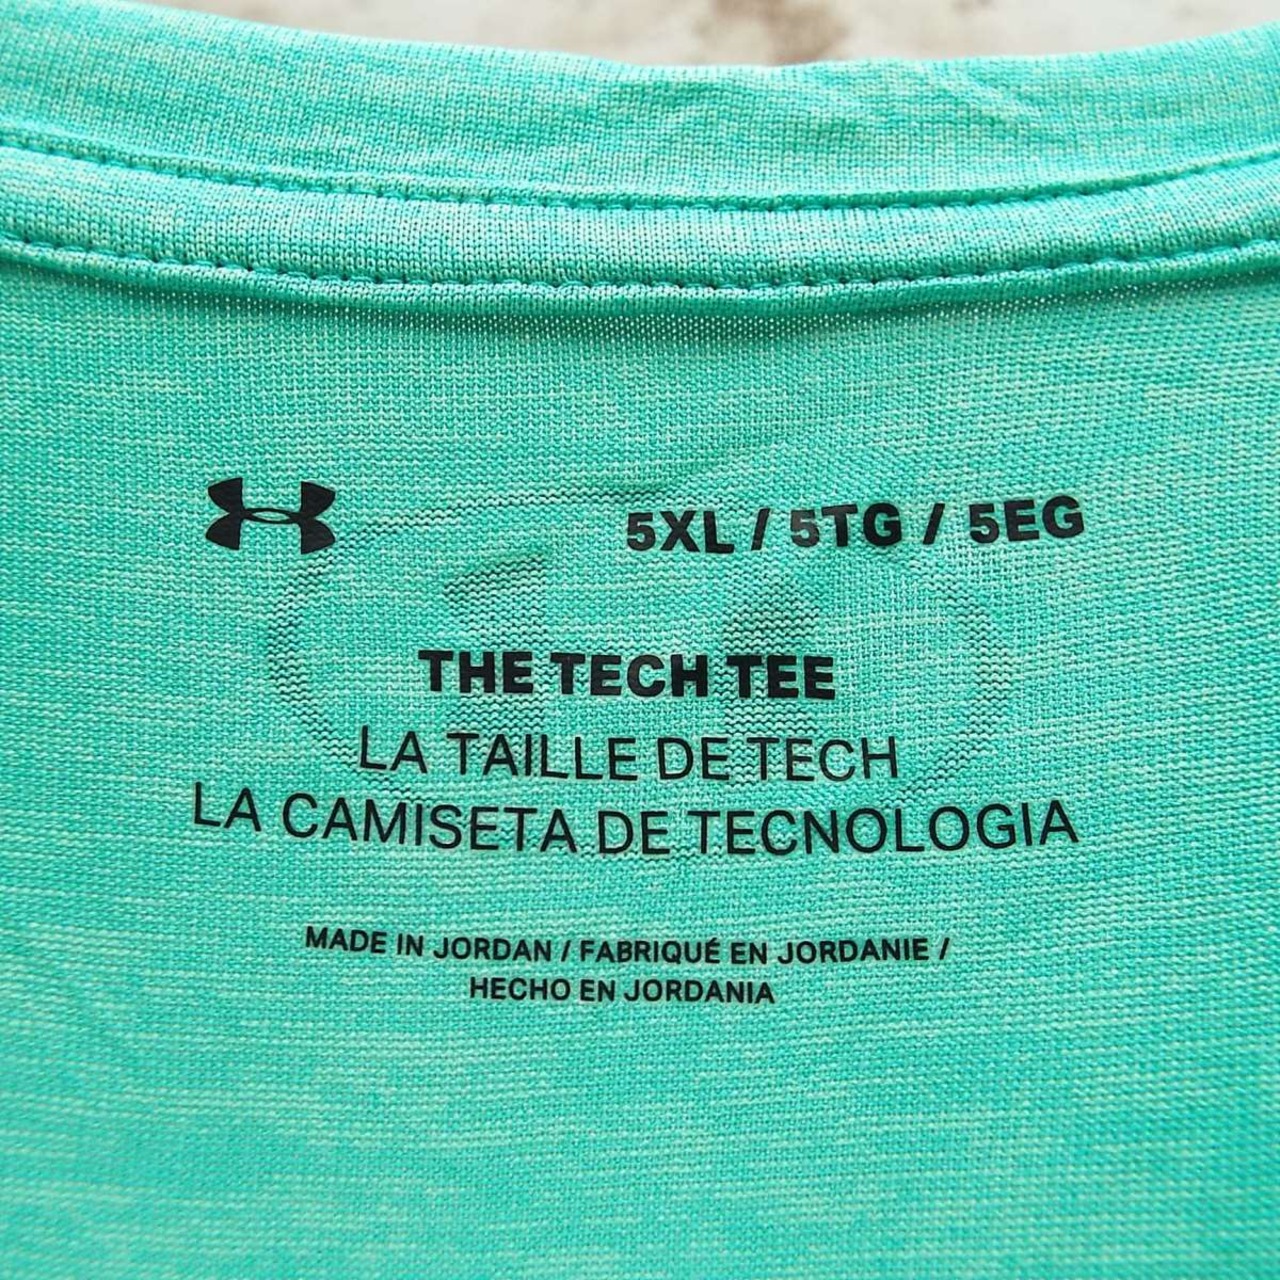 5XL / 5TG / 5EG
THE TECH TEE
LA TAILLE DE TECH
LA CAMISETA DE TECNOLOGIA
MADE IN JORDAN / FABRIQUÉ EN JORDANIE /
HECHO EN JORDANIA